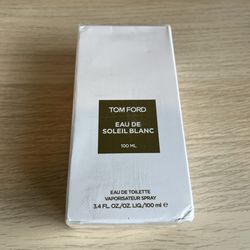 TOM FORD
EAU DE
SOLEIL BLANC
100 ML
EAU DE TOILETTE
VAPORISATEUR SPRAY
3.4 FL. OZ./OZ. LIQ./100 ml ℮